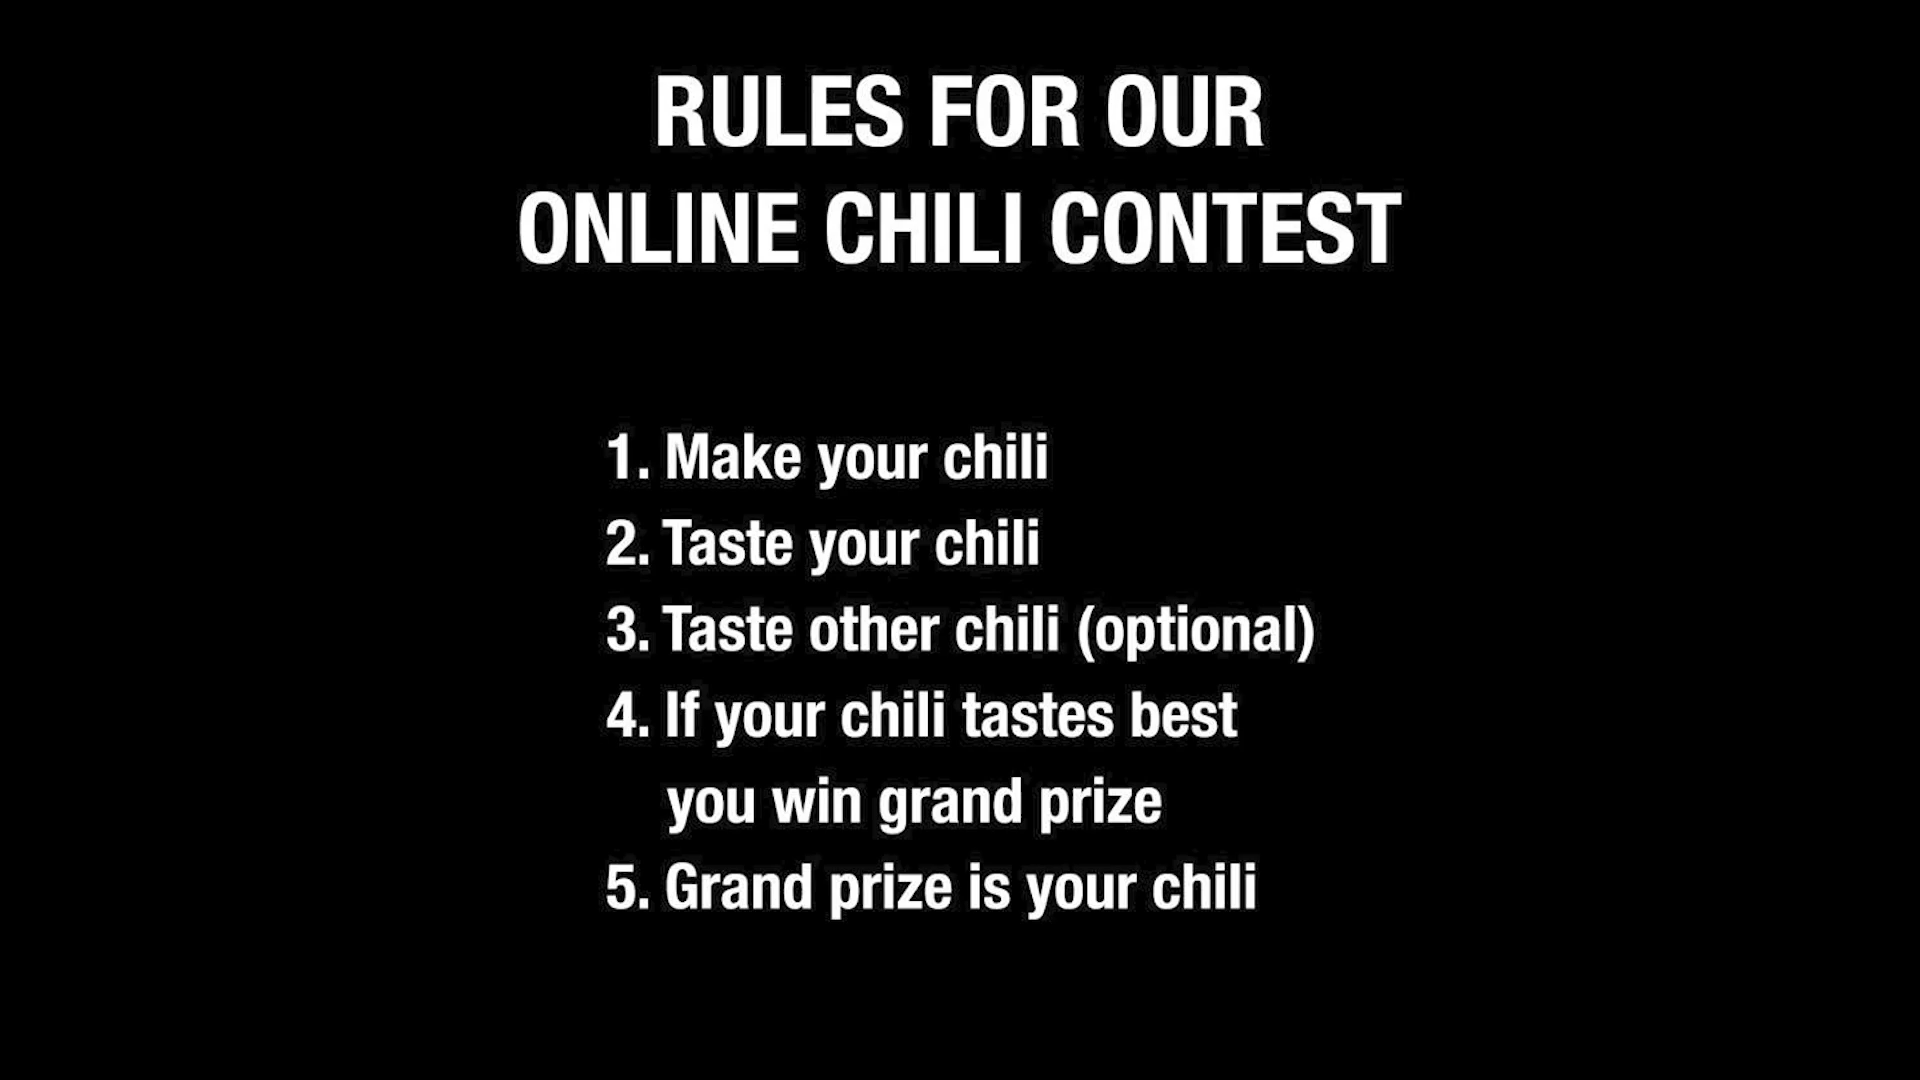 RULES FOR OUR
ONLINE CHILI CONTEST
1. Make your chili
2. Taste your chili
3. Taste other chili (optional)
4. If your chili tastes best
you win grand prize
5. Grand prize is your chili